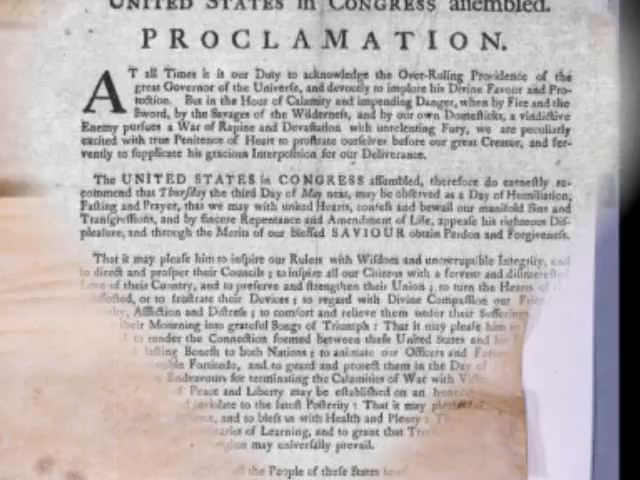 UNITED STATES in CONGRESS assembled.
PROCLAMATION.
AT all Times it is our Duty to acknowledge the Over-Ruling Providence of the
great Governor of the Universe, and devoutly to implore his Divine Favour and Pro-
tection. But in the Hour of Calamity and impending Danger, when by Fire and the
Sword, by the Savages of the Wilderness, and by our own Domesticks, a vindictive
Enemy pursues a War of Rapine and Devastation with unrelenting Fury, we are peculiarly
excited with true Penitence of Heart to prostrate ourselves before our great Creator, and fer-
vently to supplicate his gracious Interposition for our Deliverance.
The UNITED STATES in CONGRESS assembled, therefore do earnestly re-
commend that Thursday the third Day of May next, may be observed as a Day of Humiliation,
Fasting and Prayer, that we may with united Hearts, confess and bewail our manifold Sins and
Transgressions, and by sincere Repentance and Amendment of Life, appease his righteous Dis-
pleasure, and through the Merits of our blessed SAVIOUR obtain Pardon and Forgiveness.
That it may please him to inspire our Rulers with Wisdom and uncorruptible Integrity, and
to direct and prosper their Councils; to inspire all our Citizens with a fervent and disinterested
Love of their Country, and to preserve and strengthen their Union; to turn the Hearts of
or to frustrate their Devices; to regard with Divine Compassion our
Affliction and Distress; to comfort and relieve them under their Sufferings
their Mourning into grateful Songs of Triumph: That it may please him
to render the Connection formed between these United States and his
lasting Benefit to both Nations; to animate our Officers and
Fortitude, and to guard and protect them in the Day of
Endeavours for terminating the Calamities of War with
Peace and Liberty may be established on an
inviolate to the latest Posterity: That it may
and to bless us with Health and Plenty:
of Learning, and to grant that
may universally prevail.
the People of these States to